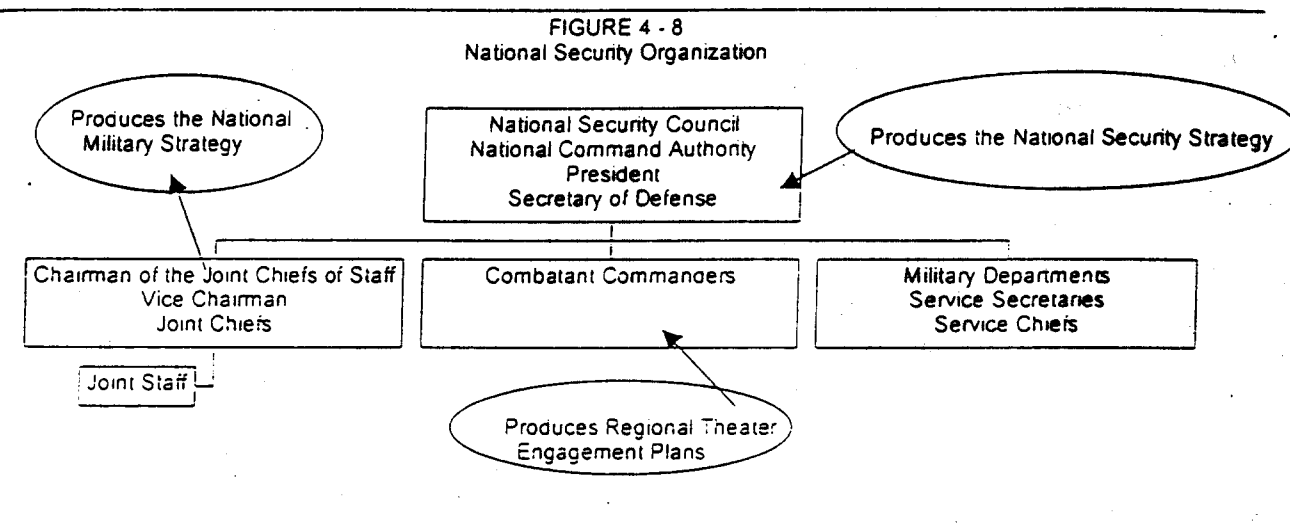 FIGURE 4 - 8
National Security Organization
Produces the National
Military Strategy
National Security Council
National Command Authority
President
Secretary of Defense
Produces the National Security Strategy
Chairman of the Joint Chiefs of Staff
Vice Chairman
Joint Chiefs
Combatant Commanders
Military Departments
Service Secretaries
Service Chiefs
Joint Staff
Produces Regional Theater
Engagement Plans